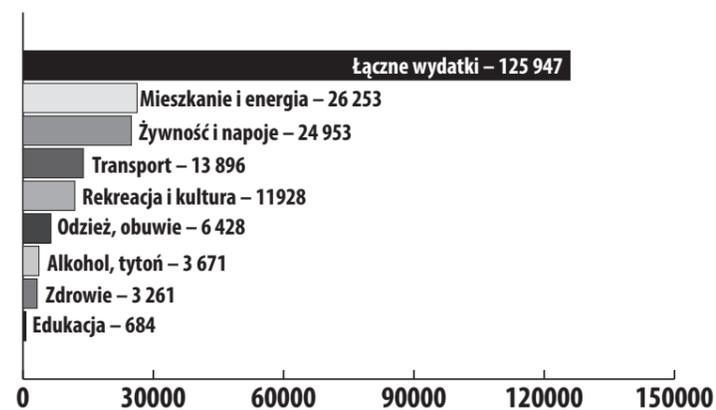 Łączne wydatki – 125 947
Mieszkanie i energia – 26 253
Żywność i napoje – 24 953
Transport – 13 896
Rekreacja i kultura – 11928
Odzież, obuwie – 6 428
Alkohol, tytoń – 3 671
Zdrowie – 3 261
Edukacja – 684
0 30000 60000 90000 120000 150000